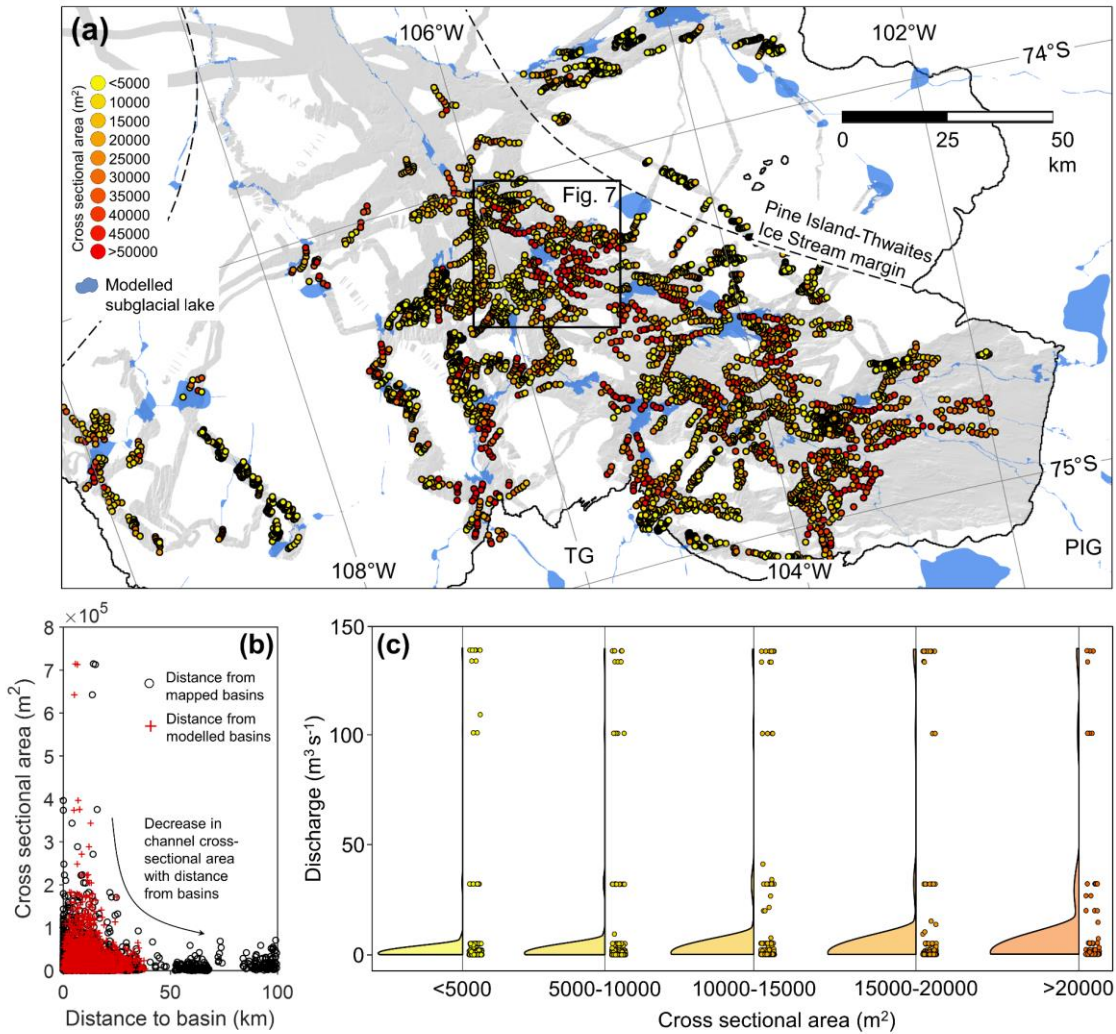 (a)
106°W
102°W
74°S
Cross sectional area (m²)
<5000
10000
15000
20000
25000
30000
35000
40000
45000
>50000
Modelled
subglacial lake
0 25 50
km
Fig. 7
Pine Island-Thwaites
Ice Stream margin
75°S
108°W
TG
104°W
PIG
(b)
×10⁵
8
7
6
5
4
3
2
1
0
Cross sectional area (m²)
Distance from
mapped basins
Distance from
modelled basins
Decrease in
channel cross-
sectional area
with distance
from basins
0 50 100
Distance to basin (km)
(c)
150
100
50
0
Discharge (m³ s⁻¹)
<5000 5000-10000 10000-15000 15000-20000 >20000
Cross sectional area (m²)